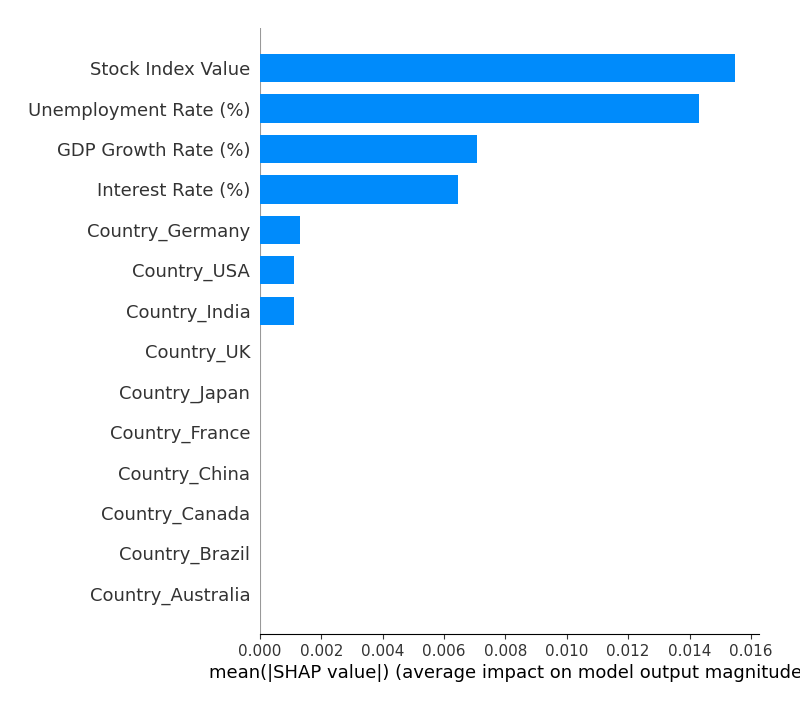 Stock Index Value
Unemployment Rate (%)
GDP Growth Rate (%)
Interest Rate (%)
Country_Germany
Country_USA
Country_India
Country_UK
Country_Japan
Country_France
Country_China
Country_Canada
Country_Brazil
Country_Australia
0.000 0.002 0.004 0.006 0.008 0.010 0.012 0.014 0.016
mean(|SHAP value|) (average impact on model output magnitude